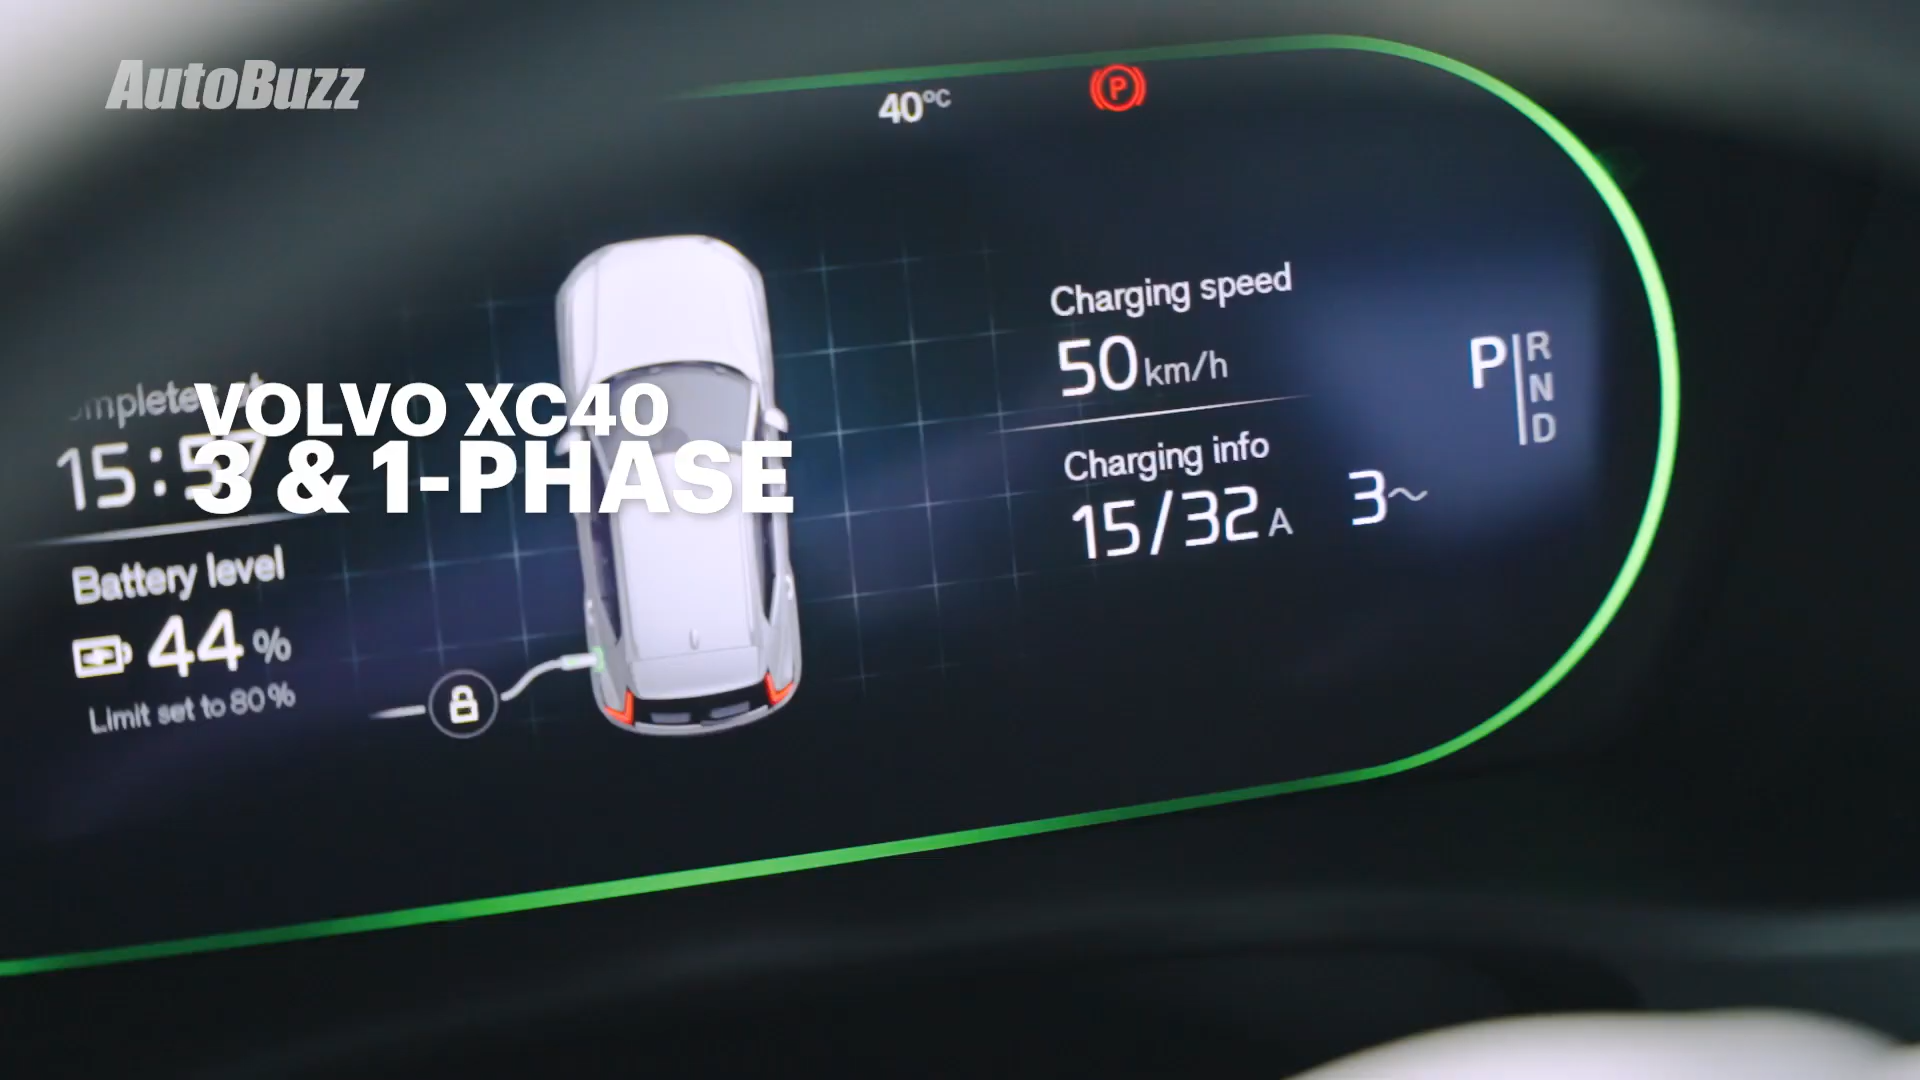 AutoBuzz
40°C
P
Charging speed
50 km/h
P R
N
D
VOLVO XC40
3 & 1-PHASE
15:57
Charging info
15/32 A 3~
Battery level
44 %
Limit set to 80%